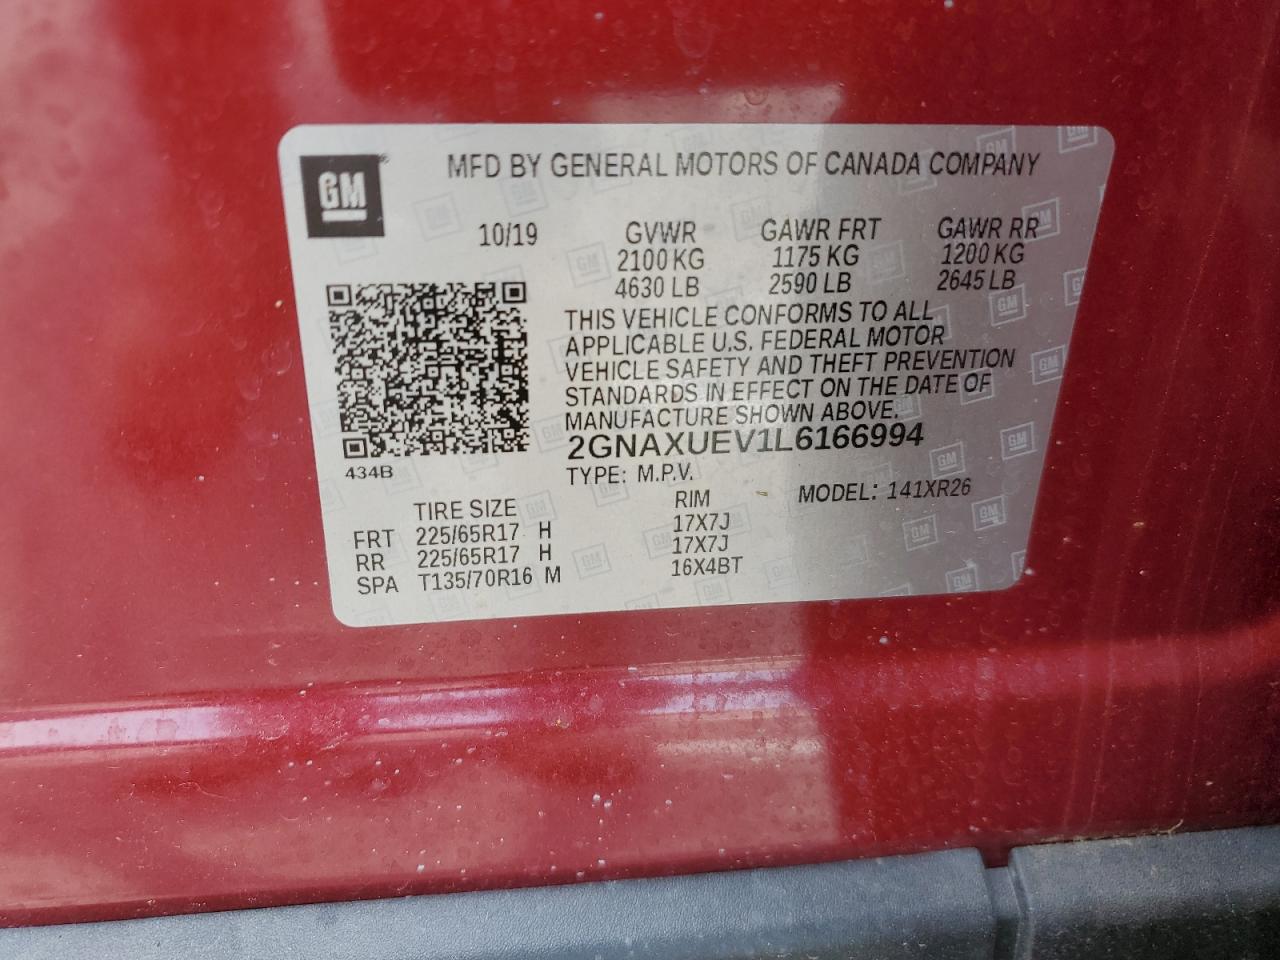 GM
MFD BY GENERAL MOTORS OF CANADA COMPANY
10/19 GVWR GAWR FRT GAWR RR
2100 KG 1175 KG 1200 KG
4630 LB 2590 LB 2645 LB
THIS VEHICLE CONFORMS TO ALL
APPLICABLE U.S. FEDERAL MOTOR
VEHICLE SAFETY AND THEFT PREVENTION
STANDARDS IN EFFECT ON THE DATE OF
MANUFACTURE SHOWN ABOVE.
2GNAXUEV1L6166994
434B
TYPE: M.P.V. MODEL: 141XR26
TIRE SIZE RIM
FRT 225/65R17 H 17X7J
RR 225/65R17 H 17X7J
SPA T135/70R16 M 16X4BT